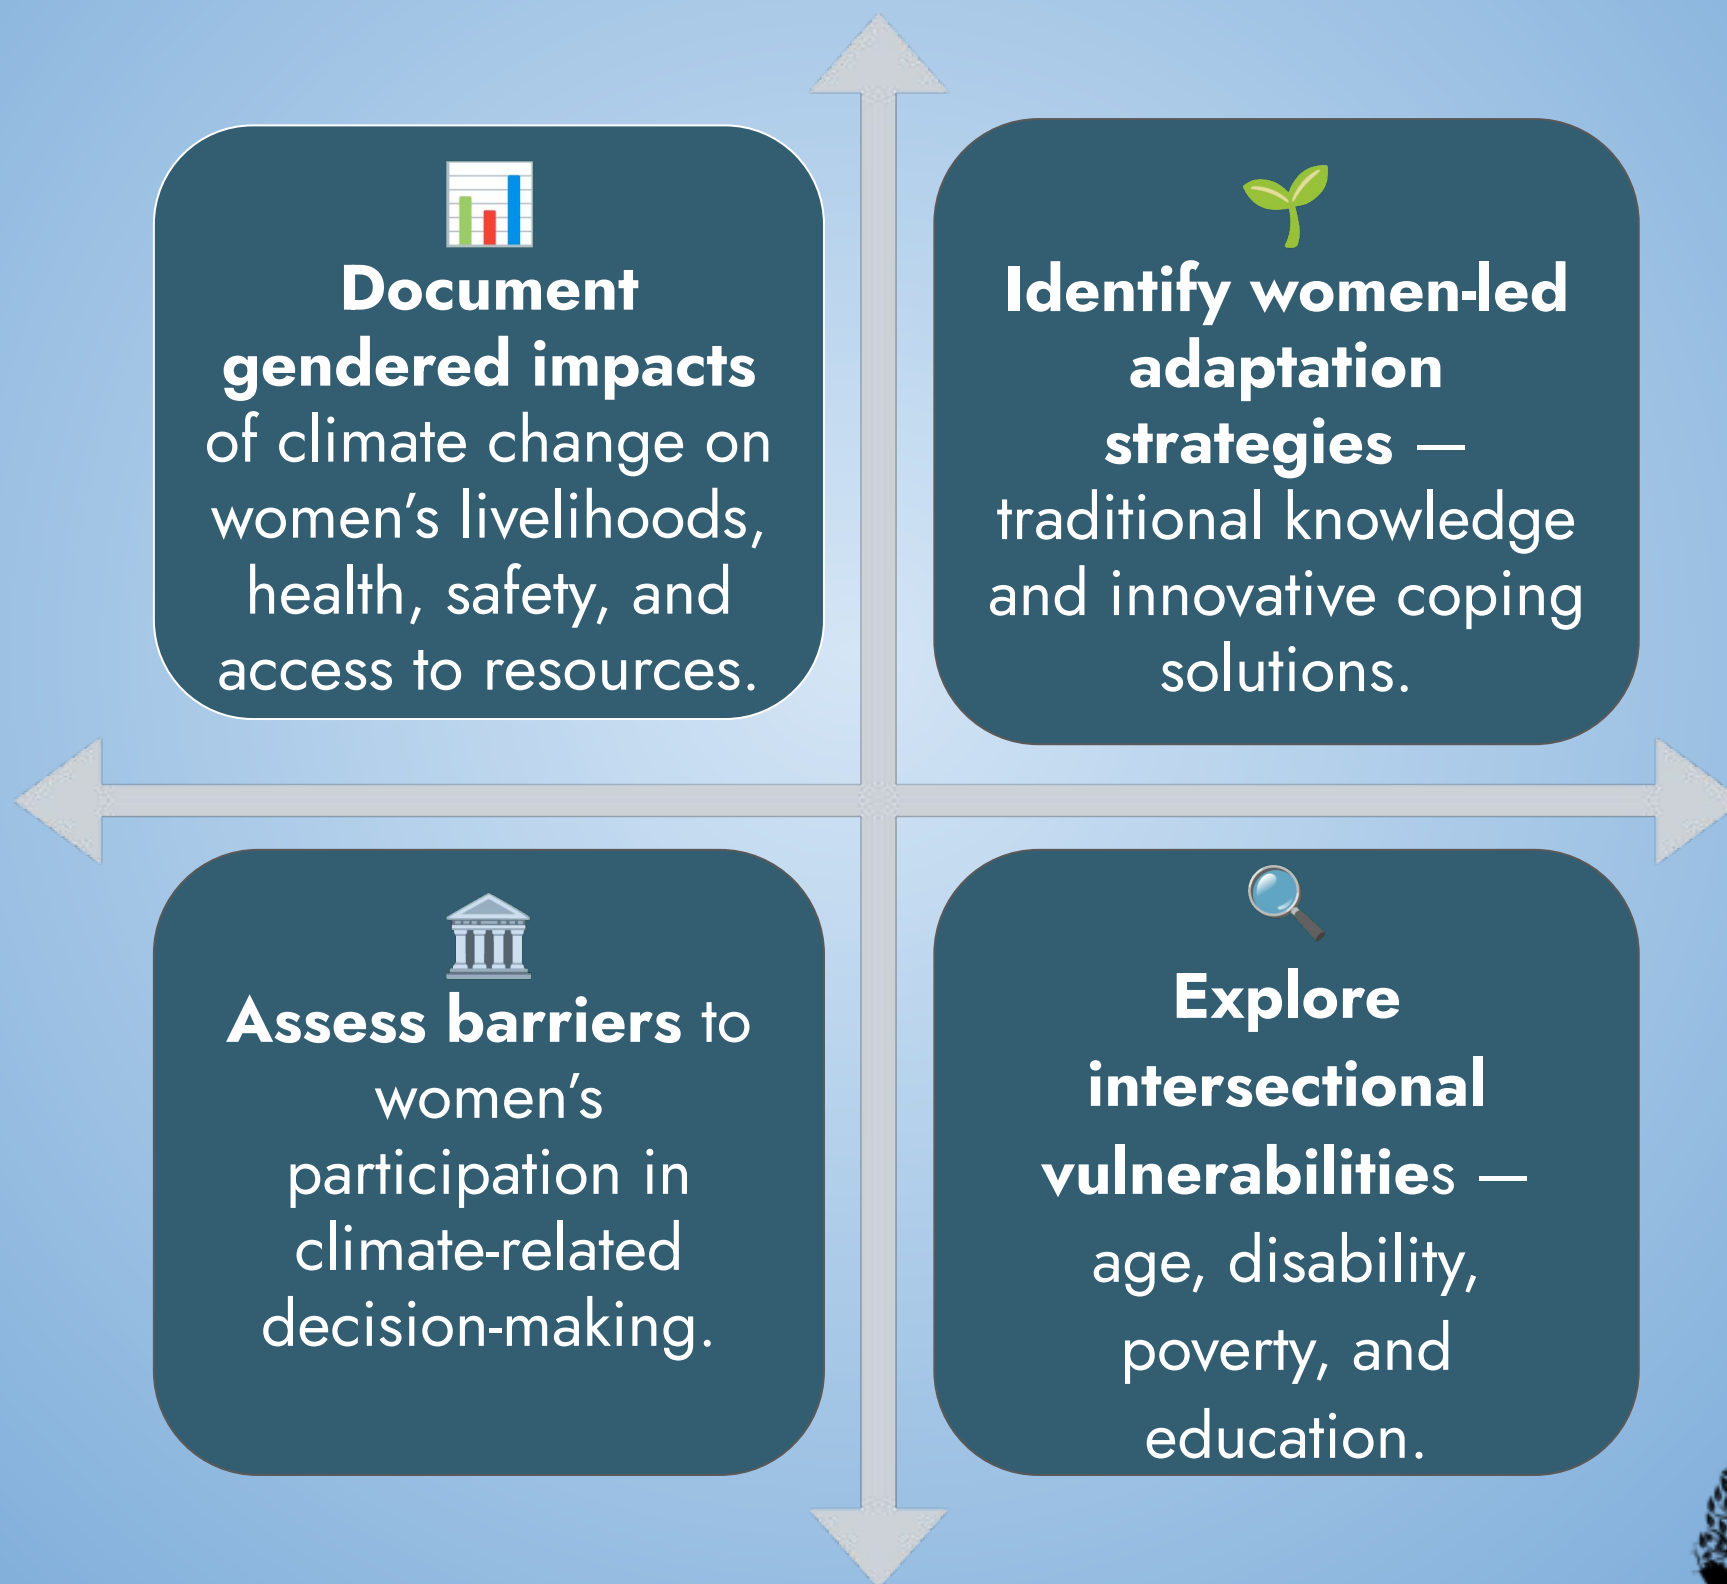 Document
gendered impacts
of climate change on
women’s livelihoods,
health, safety, and
access to resources.
Identify women-led
adaptation
strategies —
traditional knowledge
and innovative coping
solutions.
Assess barriers to
women’s
participation in
climate-related
decision-making.
Explore
intersectional
vulnerabilities —
age, disability,
poverty, and
education.